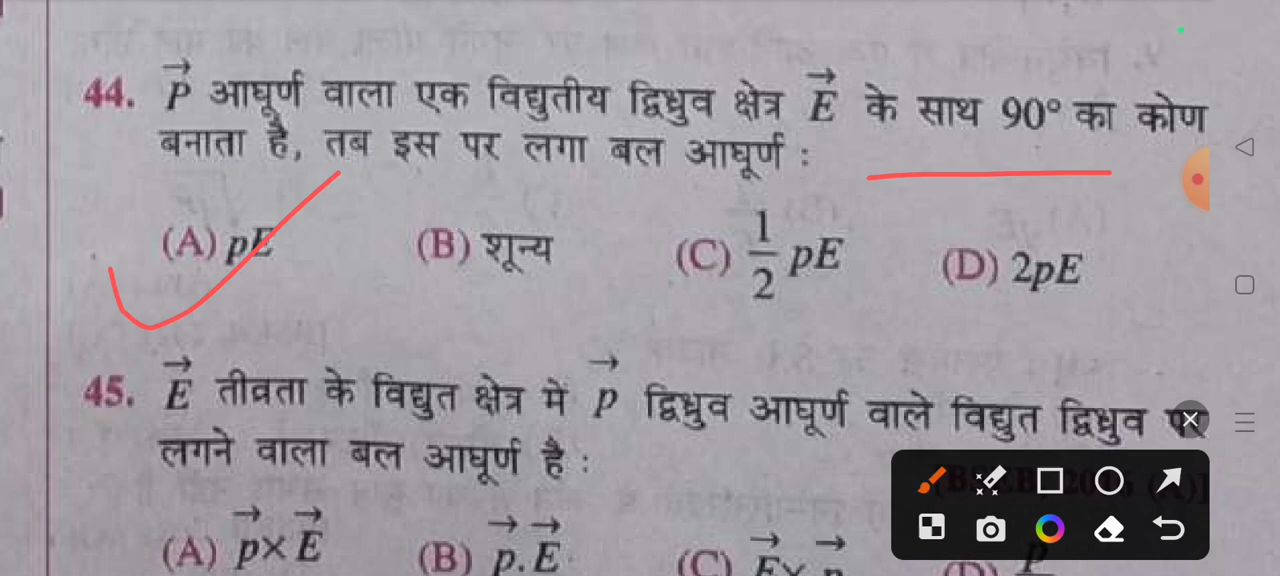 44. P⃗ आघूर्ण वाला एक विद्युतीय द्विध्रुव क्षेत्र E⃗ के साथ 90° का कोण
बनाता है, तब इस पर लगा बल आघूर्ण :
(A) pE (B) शून्य (C) 1/2 pE (D) 2pE
45. E⃗ तीव्रता के विद्युत क्षेत्र में p⃗ द्विध्रुव आघूर्ण वाले विद्युत द्विध्रुव पर
लगने वाला बल आघूर्ण है :
(A) p⃗ × E⃗ (B) p⃗ . E⃗ (C) E⃗ × p⃗ (D) p